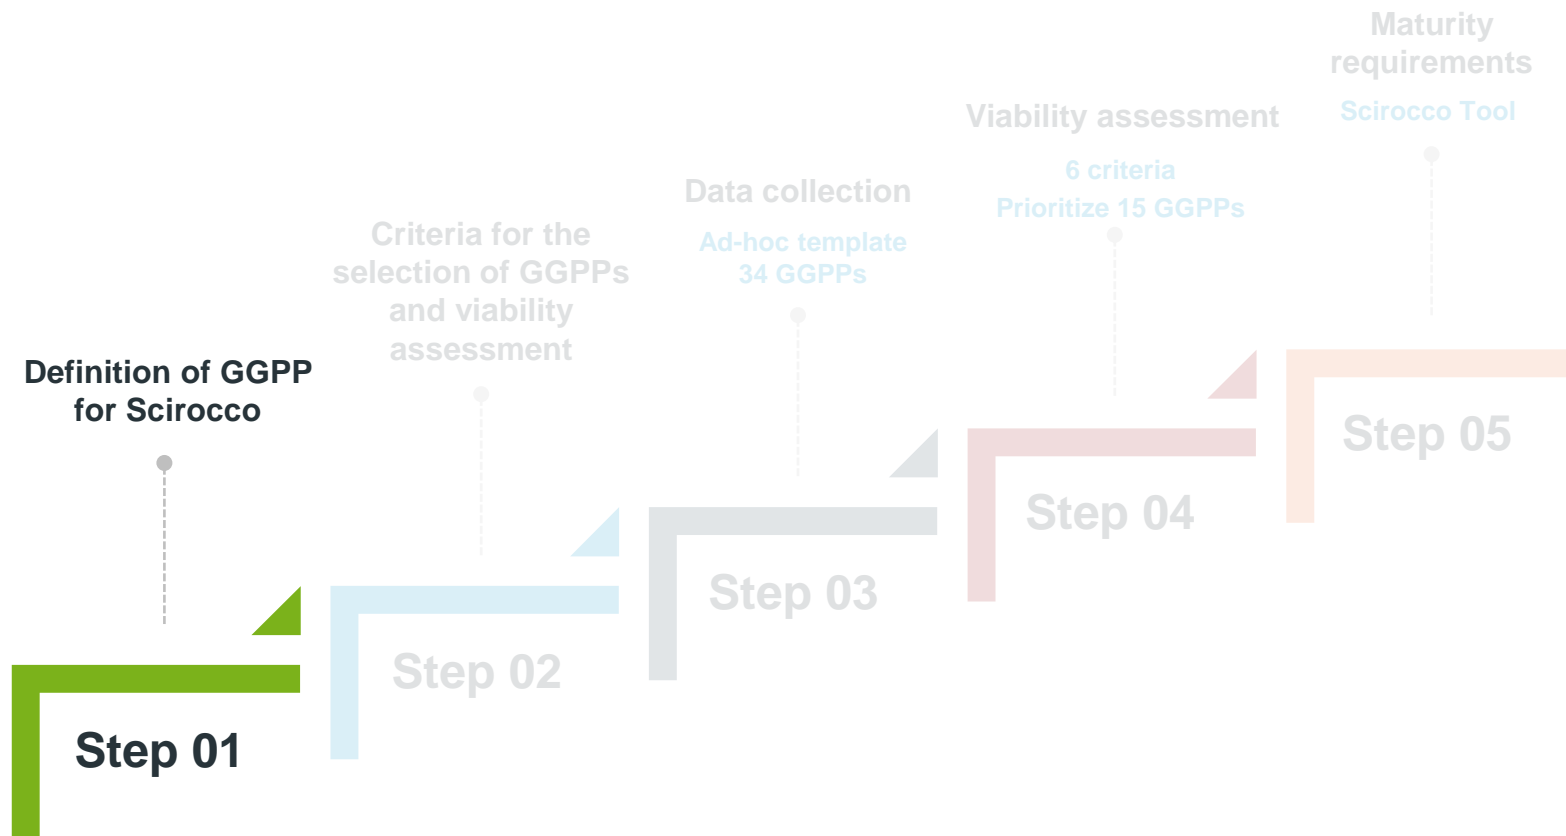 Definition of GGPP
for Scirocco
Step 01
Criteria for the
selection of GGPPs
and viability
assessment
Step 02
Data collection
Ad-hoc template
34 GGPPs
Step 03
Viability assessment
6 criteria
Prioritize 15 GGPPs
Step 04
Maturity
requirements
Scirocco Tool
Step 05